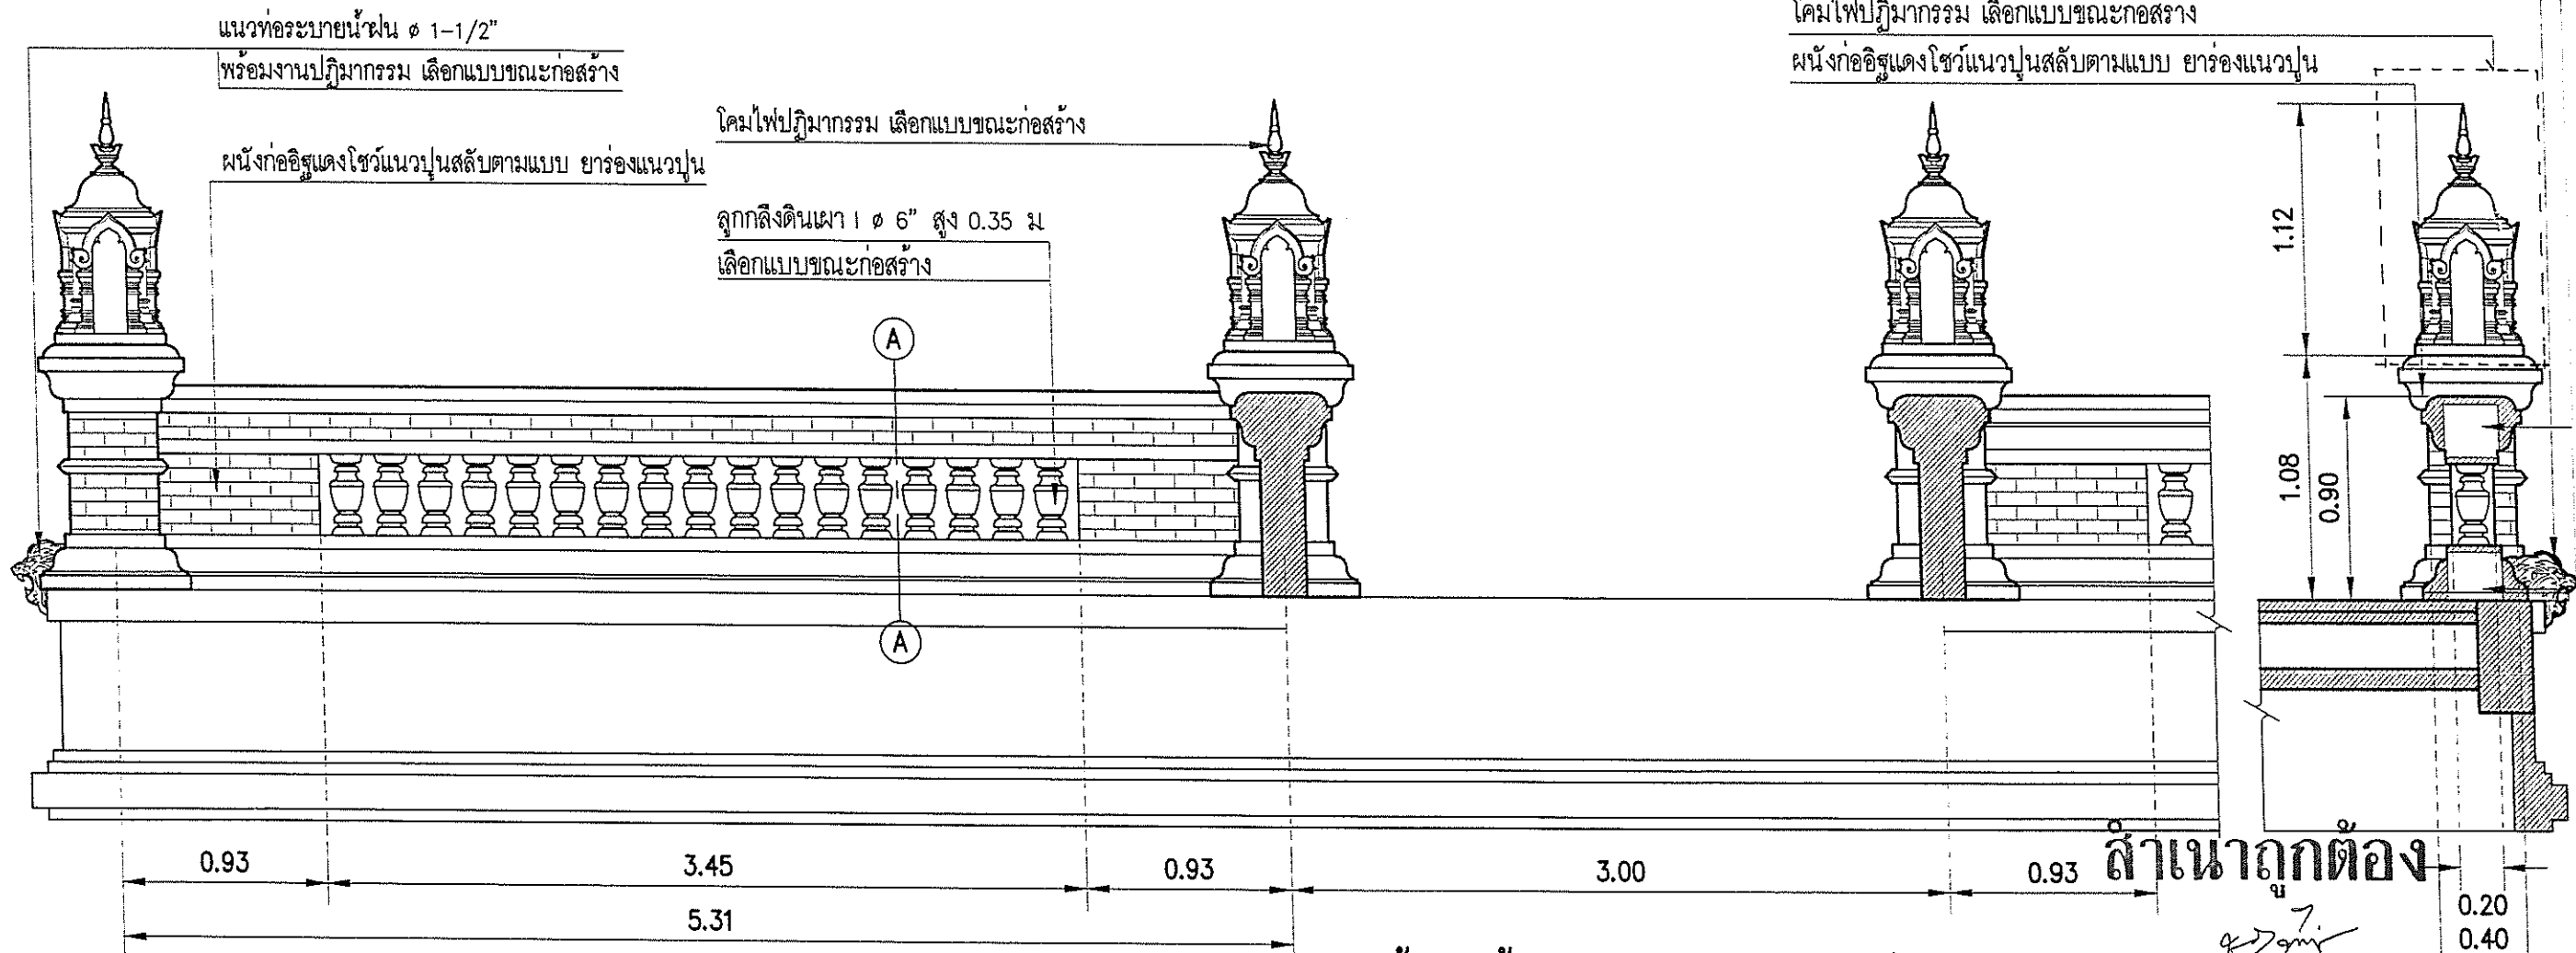 แนวท่อระบายน้ำฝน ø 1-1/2"
พร้อมงานปฏิมากรรม เลือกแบบขณะก่อสร้าง
ผนังก่ออิฐแดงโชว์แนวปูนสลับตามแบบ ยาร่องแนวปูน
โคมไฟปฏิมากรรม เลือกแบบขณะก่อสร้าง
ลูกกลึงดินเผา ø 6" สูง 0.35 ม
เลือกแบบขณะก่อสร้าง
โคมไฟปฏิมากรรม เลือกแบบขณะก่อสร้าง
ผนังก่ออิฐแดงโชว์แนวปูนสลับตามแบบ ยาร่องแนวปูน
A
A
1.12
1.08
0.90
0.93
3.45
0.93
3.00
0.93
5.31
สำเนาถูกต้อง
0.20
0.40